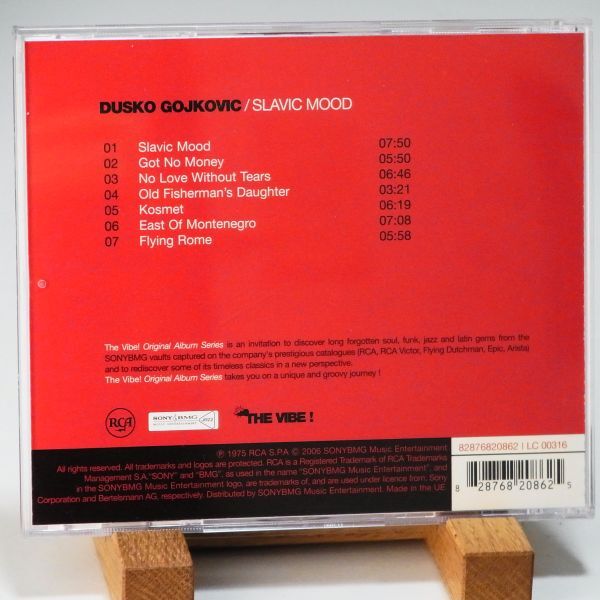 DUSKO GOJKOVIC / SLAVIC MOOD
01 Slavic Mood 07:50
02 Got No Money 05:50
03 No Love Without Tears 06:46
04 Old Fisherman's Daughter 03:21
05 Kosmet 06:19
06 East Of Montenegro 07:08
07 Flying Rome 05:58
The Vibe! Original Album Series is an invitation to discover long forgotten soul, funk, jazz and latin gems from the
SONYBMG vaults captured on the company's prestigious catalogues (RCA, RCA Victor, Flying Dutchman, Epic, Arista)
and to rediscover some of its timeless classics in a new perspective.
The Vibe! Original Album Series takes you on a unique and groovy journey !
RCA
SONY BMG
MUSIC ENTERTAINMENT
JAZZ
THE VIBE !
℗ 1975 RCA S.P.A © 2006 SONYBMG Music Entertainment
All rights reserved. All trademarks and logos are protected. RCA is a Registered Trademark of RCA Trademarks
Management S.A."SONY" and "BMG", as used in the name "SONYBMG Music Entertainment", and
in the SONYBMG Music Entertainment logo, are trademarks of, and are used under licence from, Sony
Corporation and Bertelsmann AG, respectively. Distributed by SONYBMG Music Entertainment. Made in the UE
82876820862 | LC 00316
8 28768 20862 5